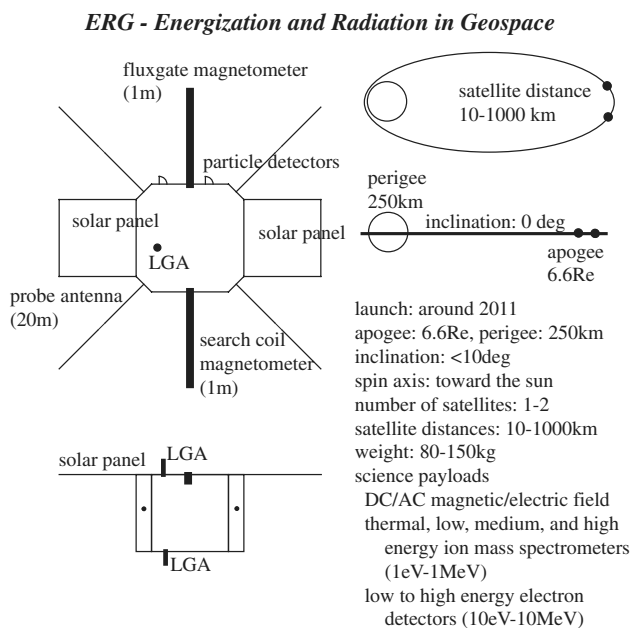 ERG - Energization and Radiation in Geospace
fluxgate magnetometer
(1m)
particle detectors
solar panel
solar panel
LGA
probe antenna
(20m)
search coil
magnetometer
(1m)
solar panel
LGA
LGA
satellite distance
10-1000 km
perigee
250km
inclination: 0 deg
apogee
6.6Re
launch: around 2011
apogee: 6.6Re, perigee: 250km
inclination: <10deg
spin axis: toward the sun
number of satellites: 1-2
satellite distances: 10-1000km
weight: 80-150kg
science payloads
DC/AC magnetic/electric field
thermal, low, medium, and high
energy ion mass spectrometers
(1eV-1MeV)
low to high energy electron
detectors (10eV-10MeV)